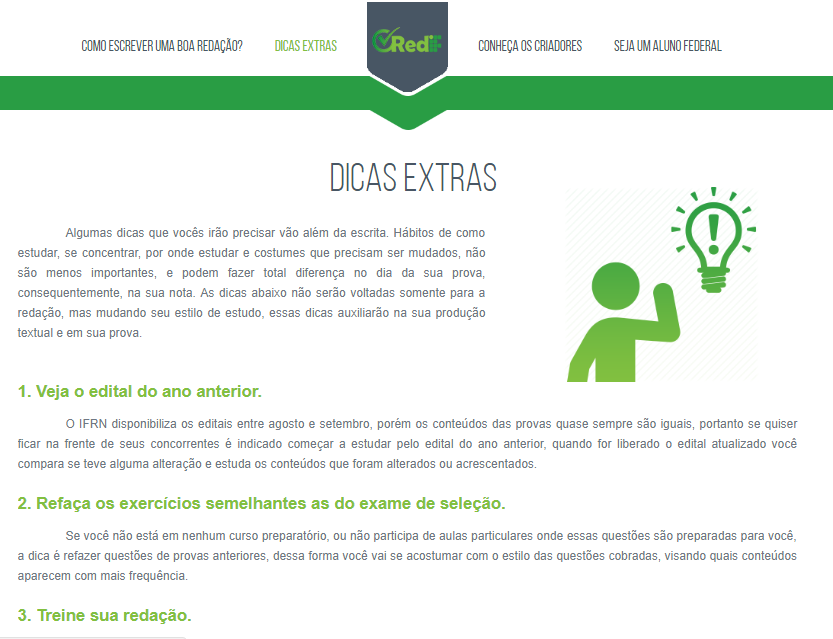 COMO ESCREVER UMA BOA REDAÇÃO?
DICAS EXTRAS
RedIF
CONHEÇA OS CRIADORES
SEJA UM ALUNO FEDERAL
DICAS EXTRAS
Algumas dicas que vocês irão precisar vão além da escrita. Hábitos de como
estudar, se concentrar, por onde estudar e costumes que precisam ser mudados, não
são menos importantes, e podem fazer total diferença no dia da sua prova,
consequentemente, na sua nota. As dicas abaixo não serão voltadas somente para a
redação, mas mudando seu estilo de estudo, essas dicas auxiliarão na sua produção
textual e em sua prova.
1. Veja o edital do ano anterior.
O IFRN disponibiliza os editais entre agosto e setembro, porém os conteúdos das provas quase sempre são iguais, portanto se quiser
ficar na frente de seus concorrentes é indicado começar a estudar pelo edital do ano anterior, quando for liberado o edital atualizado você
compara se teve alguma alteração e estuda os conteúdos que foram alterados ou acrescentados.
2. Refaça os exercícios semelhantes as do exame de seleção.
Se você não está em nenhum curso preparatório, ou não participa de aulas particulares onde essas questões são preparadas para você,
a dica é refazer questões de provas anteriores, dessa forma você vai se acostumar com o estilo das questões cobradas, visando quais conteúdos
aparecem com mais frequência.
3. Treine sua redação.